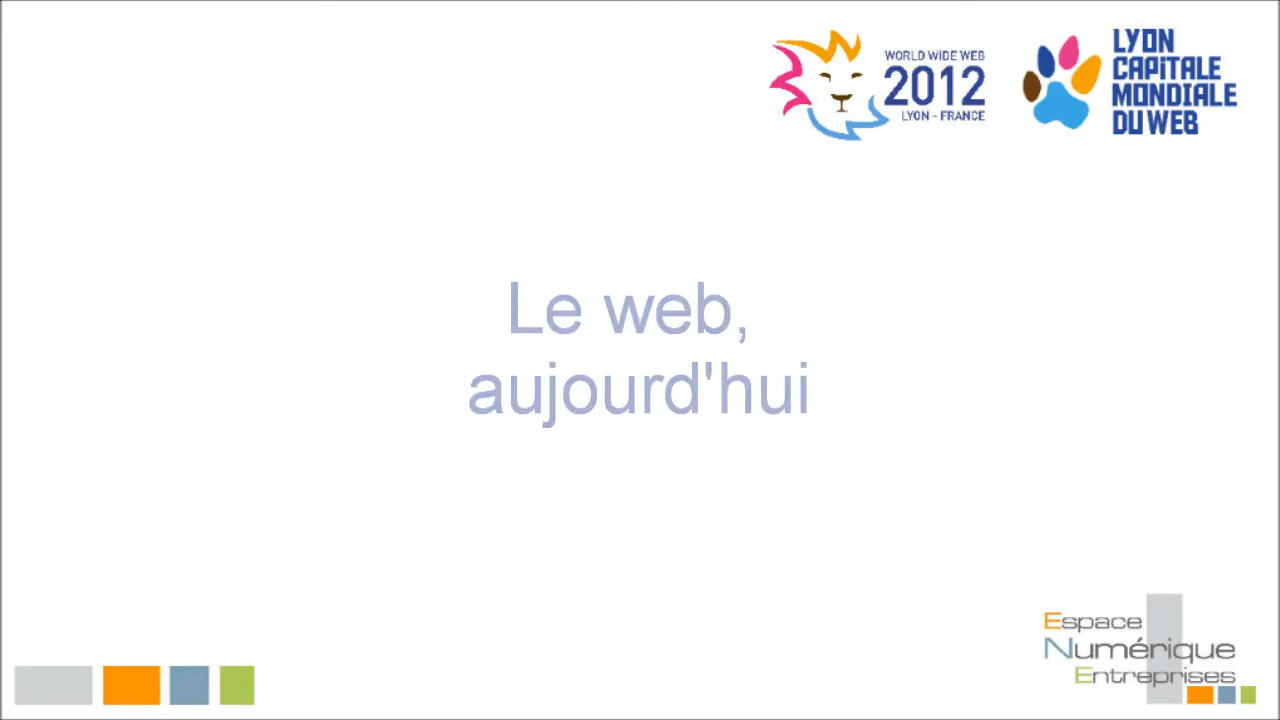 WORLD WIDE WEB
2012
LYON - FRANCE
LYON
CAPITALE
MONDIALE
DU WEB
Le web,
aujourd'hui
Espace
Numérique
Entreprises